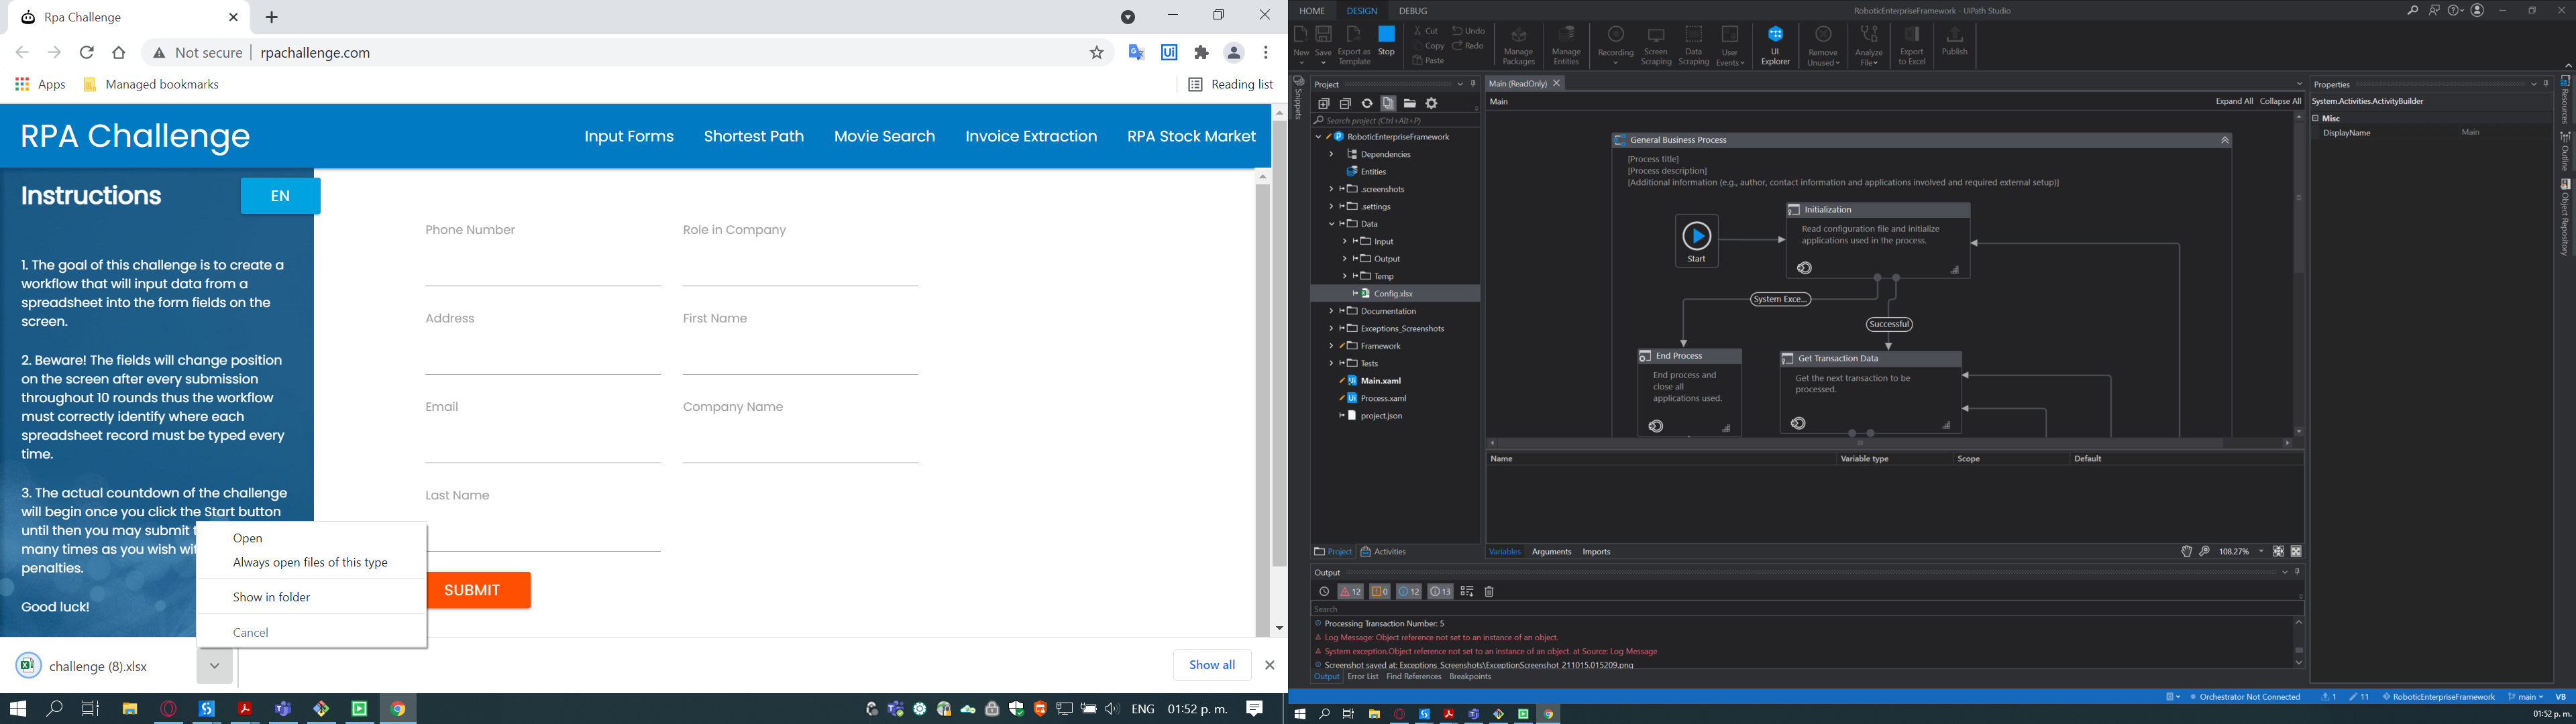 Rpa Challenge
Not secure
rpachallenge.com
Apps
Managed bookmarks
Reading list
RPA Challenge
Input Forms
Shortest Path
Movie Search
Invoice Extraction
RPA Stock Market
Instructions
EN
1. The goal of this challenge is to create a
workflow that will input data from a
spreadsheet into the form fields on the
screen.
2. Beware! The fields will change position
on the screen after every submission
throughout 10 rounds thus the workflow
must correctly identify where each
spreadsheet record must be typed every
time.
3. The actual countdown of the challenge
will begin once you click the Start button
until then you may submit
many times as you wish
penalties.
Good luck!
Phone Number
Role in Company
Address
First Name
Email
Company Name
Last Name
SUBMIT
Open
Always open files of this type
Show in folder
Cancel
challenge (8).xlsx
Show all
ENG
01:52 p. m.
HOME
DESIGN
DEBUG
RoboticEnterpriseFramework - UiPath Studio
New
Save
Export as
Template
Stop
Cut
Copy
Paste
Undo
Redo
Manage
Packages
Manage
Entities
Recording
Screen
Scraping
Data
Scraping
User
Events
UI
Explorer
Remove
Unused
Analyze
File
Export
to Excel
Publish
Snippets
Project
Search project (Ctrl+Alt+P)
RoboticEnterpriseFramework
Dependencies
Entities
.screenshots
.settings
Data
Input
Output
Temp
Config.xlsx
Documentation
Exceptions_Screenshots
Framework
Tests
Main.xaml
Process.xaml
project.json
Project
Activities
Main (ReadOnly)
Main
Expand All
Collapse All
General Business Process
[Process title]
[Process description]
[Additional information (e.g., author, contact information and applications involved and required external setup)]
Start
Initialization
Read configuration file and initialize
applications used in the process.
System Exce...
Successful
End Process
End process and
close all
applications used.
Get Transaction Data
Get the next transaction to be
processed.
Name
Variable type
Scope
Default
Variables
Arguments
Imports
108.27%
Output
12
0
12
13
Search
Processing Transaction Number: 5
Log Message: Object reference not set to an instance of an object.
System exception.Object reference not set to an instance of an object. at Source: Log Message
Screenshot saved at: Exceptions_Screenshots\ExceptionScreenshot_211015.015209.png
Output
Error List
Find References
Breakpoints
Properties
System.Activities.ActivityBuilder
Misc
DisplayName
Main
Resources
Outline
Object Repository
Orchestrator Not Connected
1
11
RoboticEnterpriseFramework
main
VB
01:52 p. m.